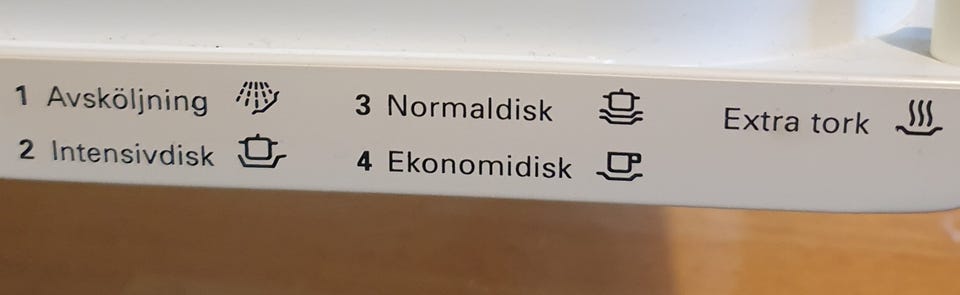 1 Avsköljning
2 Intensivdisk
3 Normaldisk
4 Ekonomidisk
Extra tork